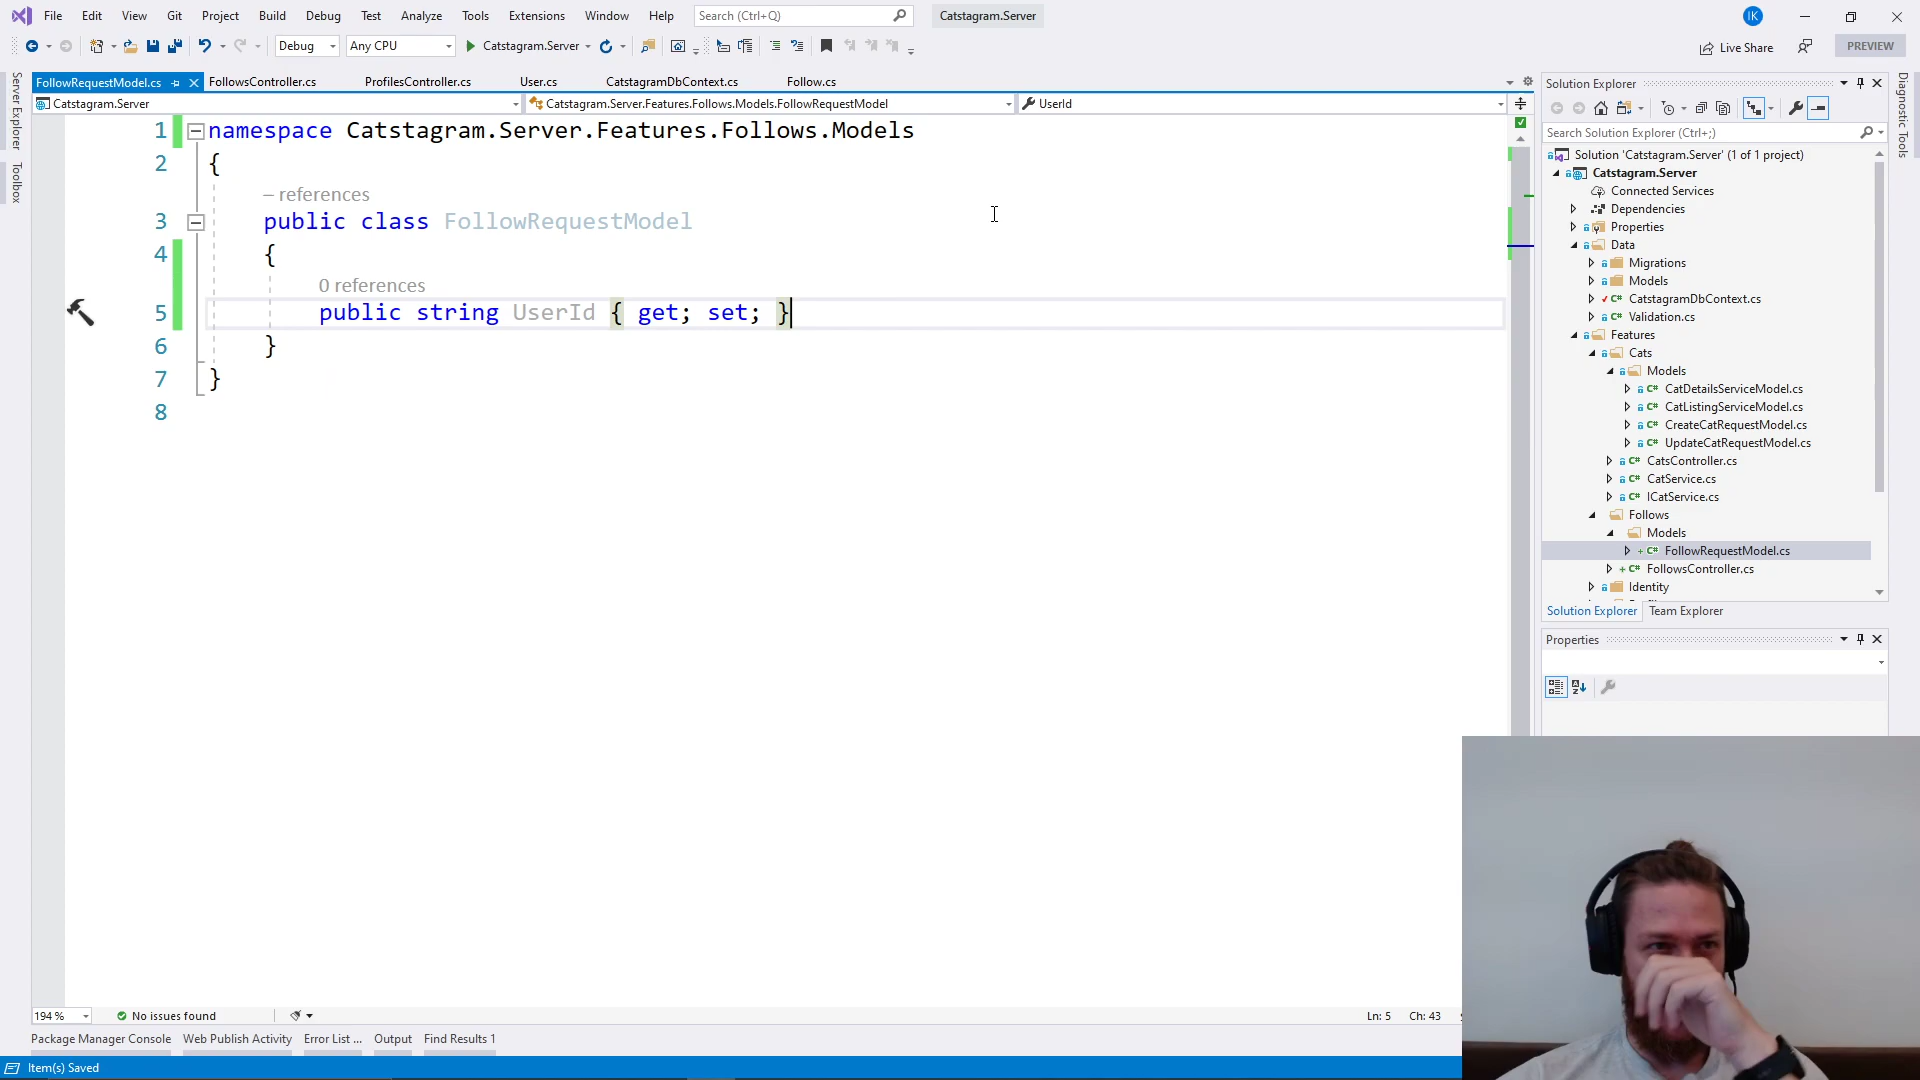 File Edit View Git Project Build Debug Test Analyze Tools Extensions Window Help Search (Ctrl+Q) Catstagram.Server IK
Debug Any CPU Catstagram.Server Live Share PREVIEW
FollowRequestModel.cs FollowsController.cs ProfilesController.cs User.cs CatstagramDbContext.cs Follow.cs
Catstagram.Server Catstagram.Server.Features.Follows.Models.FollowRequestModel UserId
Server Explorer
Toolbox
1 namespace Catstagram.Server.Features.Follows.Models
2 {
– references
3 public class FollowRequestModel
4 {
0 references
5 public string UserId { get; set; }
6 }
7 }
8
194 % No issues found Ln: 5 Ch: 43
Package Manager Console Web Publish Activity Error List ... Output Find Results 1
Item(s) Saved
Solution Explorer
Search Solution Explorer (Ctrl+;)
Solution 'Catstagram.Server' (1 of 1 project)
Catstagram.Server
Connected Services
Dependencies
Properties
Data
Migrations
Models
CatstagramDbContext.cs
Validation.cs
Features
Cats
Models
CatDetailsServiceModel.cs
CatListingServiceModel.cs
CreateCatRequestModel.cs
UpdateCatRequestModel.cs
CatsController.cs
CatService.cs
ICatService.cs
Follows
Models
FollowRequestModel.cs
FollowsController.cs
Identity
Solution Explorer Team Explorer
Properties
Diagnostic Tools